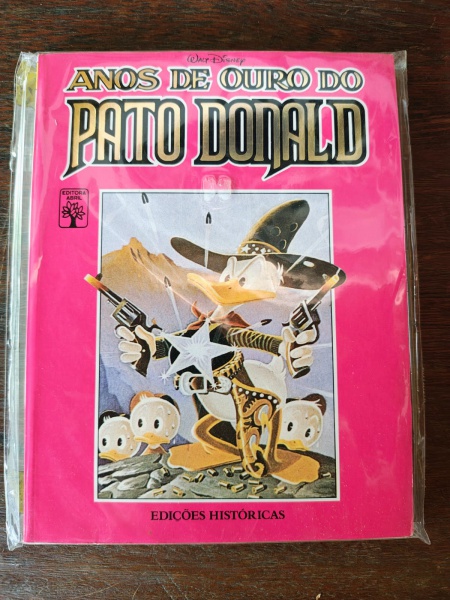 Walt Disney
ANOS DE OURO DO
PATO DONALD
EDITORA
ABRIL
EDIÇÕES HISTÓRICAS